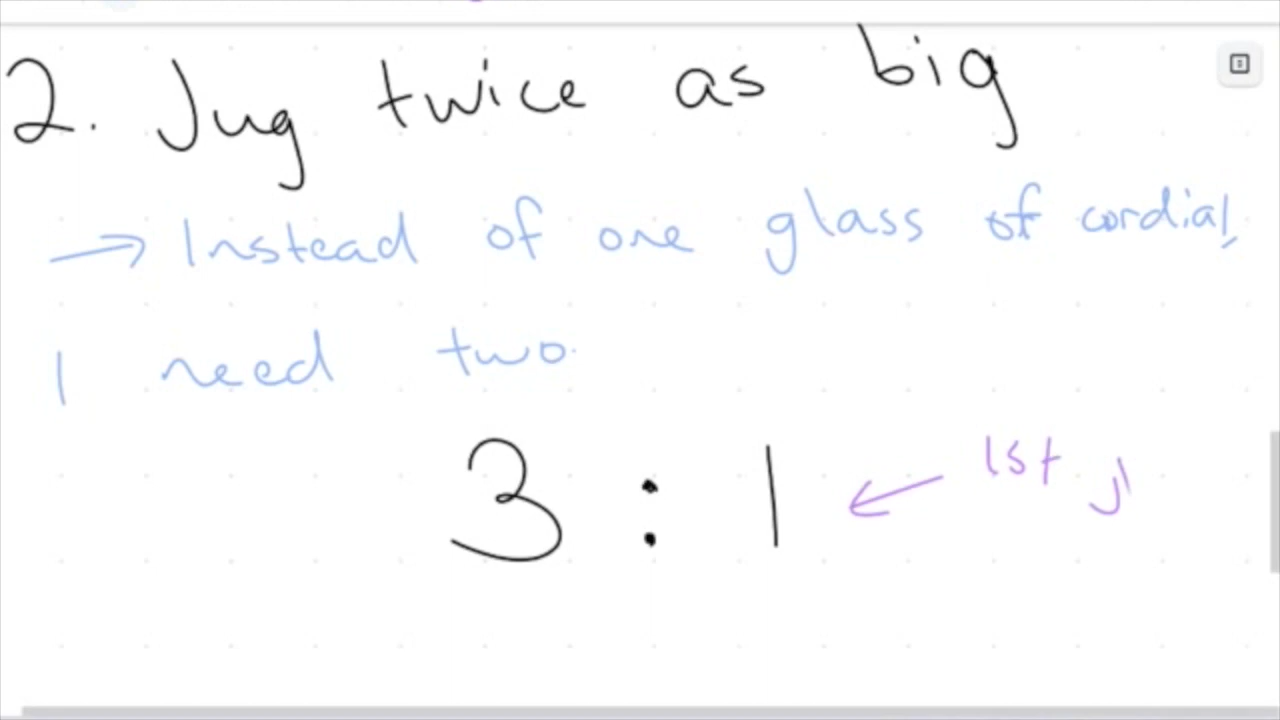 2. Jug twice as big
→ Instead of one glass of cordial,
I need two.
3 : 1 ← 1st j